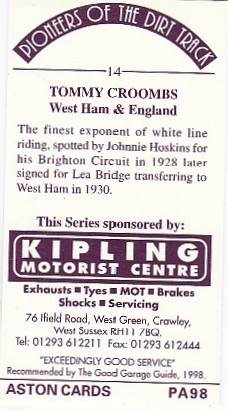 PIONEERS OF THE DIRT TRACK
14
TOMMY CROOMBS
West Ham & England
The finest exponent of white line
riding, spotted by Johnnie Hoskins for
his Brighton Circuit in 1928 later
signed for Lea Bridge transferring to
West Ham in 1930.
This Series sponsored by:
KIPLING
MOTORIST CENTRE
Exhausts ■ Tyes ■ MOT ■ Brakes
Shocks ■ Servicing
76 Ifield Road, West Green, Crawley,
West Sussex RH11 7BQ.
Tel: 01293 612211 Fax: 01293 612444
"EXCEEDINGLY GOOD SERVICE"
Recommended by The Good Garage Guide, 1998.
ASTON CARDS PA98